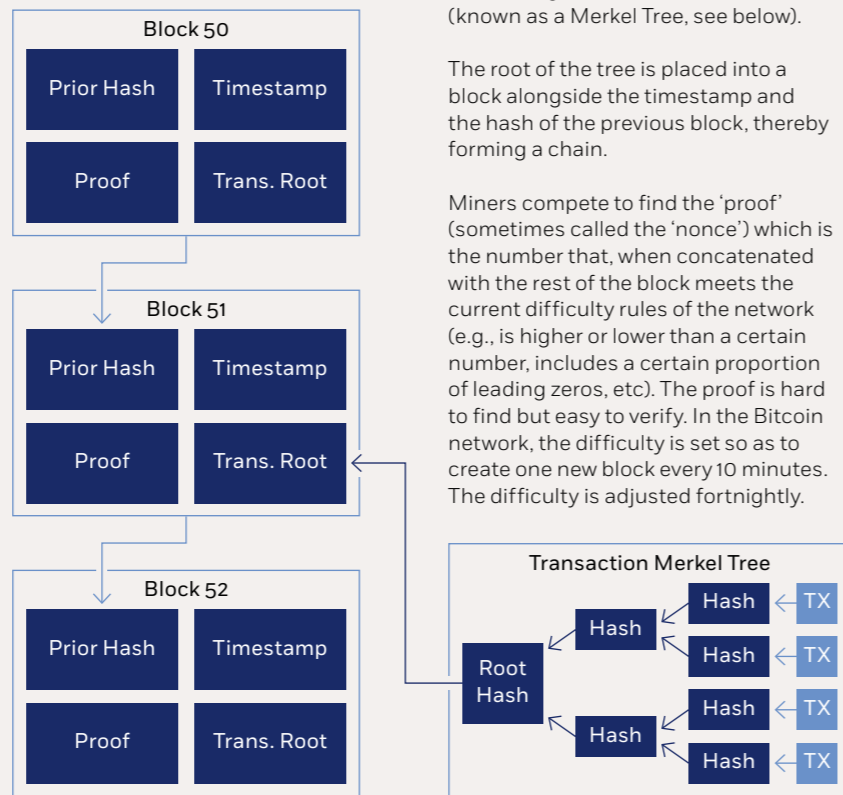 Block 50
Prior Hash
Timestamp
Proof
Trans. Root
Block 51
Prior Hash
Timestamp
Proof
Trans. Root
Block 52
Prior Hash
Timestamp
Proof
Trans. Root
(known as a Merkel Tree, see below).
The root of the tree is placed into a
block alongside the timestamp and
the hash of the previous block, thereby
forming a chain.
Miners compete to find the ‘proof’
(sometimes called the ‘nonce’) which is
the number that, when concatenated
with the rest of the block meets the
current difficulty rules of the network
(e.g., is higher or lower than a certain
number, includes a certain proportion
of leading zeros, etc). The proof is hard
to find but easy to verify. In the Bitcoin
network, the difficulty is set so as to
create one new block every 10 minutes.
The difficulty is adjusted fortnightly.
Transaction Merkel Tree
Root
Hash
Hash
Hash
Hash
TX
Hash
TX
Hash
TX
Hash
TX